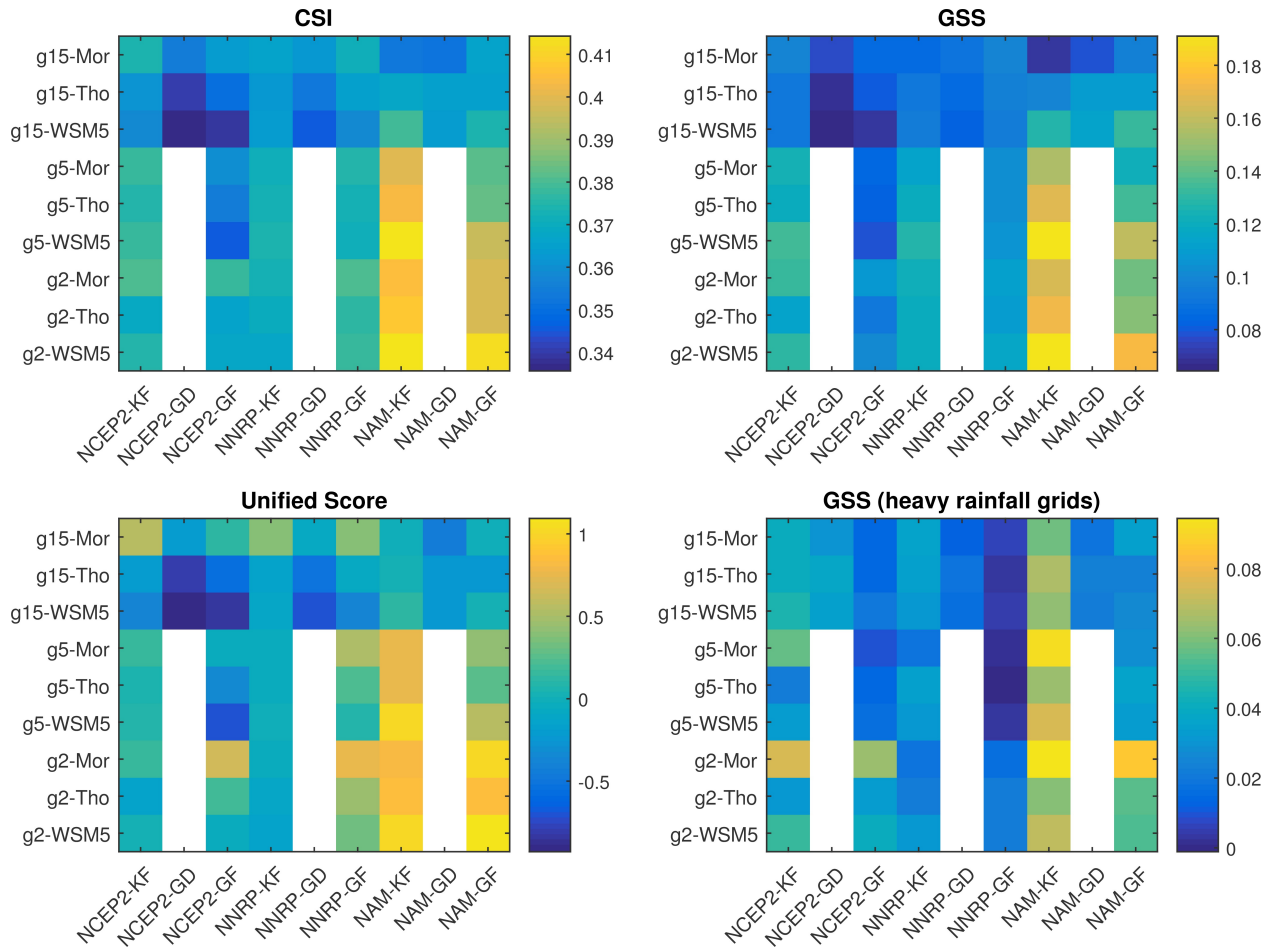 CSI
g15-Mor
g15-Tho
g15-WSM5
g5-Mor
g5-Tho
g5-WSM5
g2-Mor
g2-Tho
g2-WSM5
NCEP2-KF
NCEP2-GD
NCEP2-GF
NNRP-KF
NNRP-GD
NNRP-GF
NAM-KF
NAM-GD
NAM-GF
0.41
0.4
0.39
0.38
0.37
0.36
0.35
0.34
GSS
g15-Mor
g15-Tho
g15-WSM5
g5-Mor
g5-Tho
g5-WSM5
g2-Mor
g2-Tho
g2-WSM5
NCEP2-KF
NCEP2-GD
NCEP2-GF
NNRP-KF
NNRP-GD
NNRP-GF
NAM-KF
NAM-GD
NAM-GF
0.18
0.16
0.14
0.12
0.1
0.08
Unified Score
g15-Mor
g15-Tho
g15-WSM5
g5-Mor
g5-Tho
g5-WSM5
g2-Mor
g2-Tho
g2-WSM5
NCEP2-KF
NCEP2-GD
NCEP2-GF
NNRP-KF
NNRP-GD
NNRP-GF
NAM-KF
NAM-GD
NAM-GF
1
0.5
0
-0.5
GSS (heavy rainfall grids)
g15-Mor
g15-Tho
g15-WSM5
g5-Mor
g5-Tho
g5-WSM5
g2-Mor
g2-Tho
g2-WSM5
NCEP2-KF
NCEP2-GD
NCEP2-GF
NNRP-KF
NNRP-GD
NNRP-GF
NAM-KF
NAM-GD
NAM-GF
0.08
0.06
0.04
0.02
0